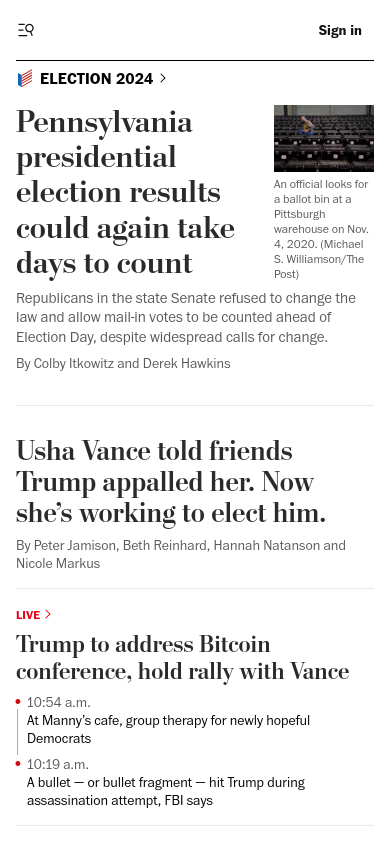 Sign in
ELECTION 2024
Pennsylvania
presidential
election results
could again take
days to count
An official looks for
a ballot bin at a
Pittsburgh
warehouse on Nov.
4, 2020. (Michael
S. Williamson/The
Post)
Republicans in the state Senate refused to change the
law and allow mail-in votes to be counted ahead of
Election Day, despite widespread calls for change.
By Colby Itkowitz and Derek Hawkins
Usha Vance told friends
Trump appalled her. Now
she’s working to elect him.
By Peter Jamison, Beth Reinhard, Hannah Natanson and
Nicole Markus
LIVE
Trump to address Bitcoin
conference, hold rally with Vance
10:54 a.m.
At Manny’s cafe, group therapy for newly hopeful
Democrats
10:19 a.m.
A bullet — or bullet fragment — hit Trump during
assassination attempt, FBI says